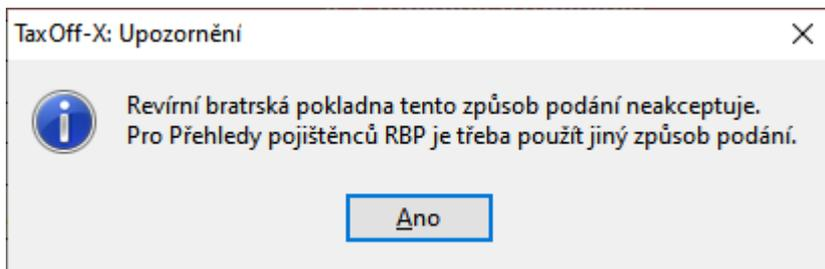 TaxOff-X: Upozornění
Revírní bratrská pokladna tento způsob podání neakceptuje.
Pro Přehledy pojištěnců RBP je třeba použít jiný způsob podání.
Ano